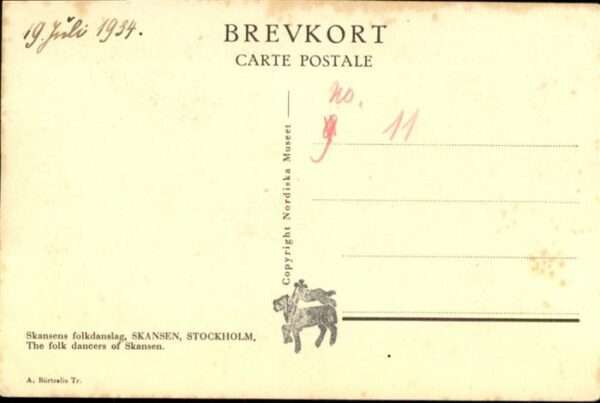 19 Juli 1934.
BREVKORT
CARTE POSTALE
no.
9 11
Copyright Nordiska Museet
Skansens folkdanslag, SKANSEN, STOCKHOLM,
The folk dancers of Skansen.
A. Börtzells Tr.